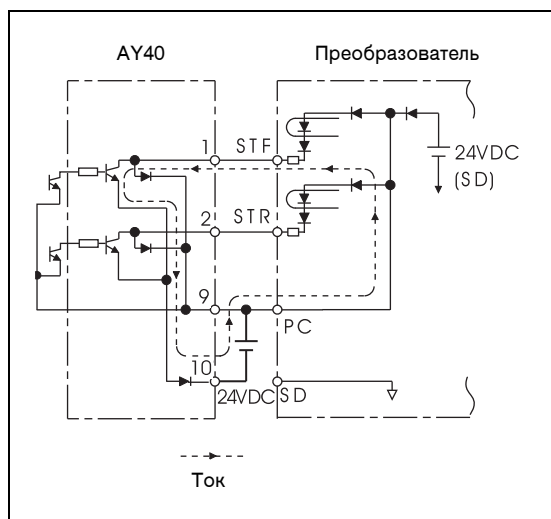 AY40
Преобразователь
1 STF
24VDC
(SD)
2 STR
9
PC
10
24VDC SD
Ток